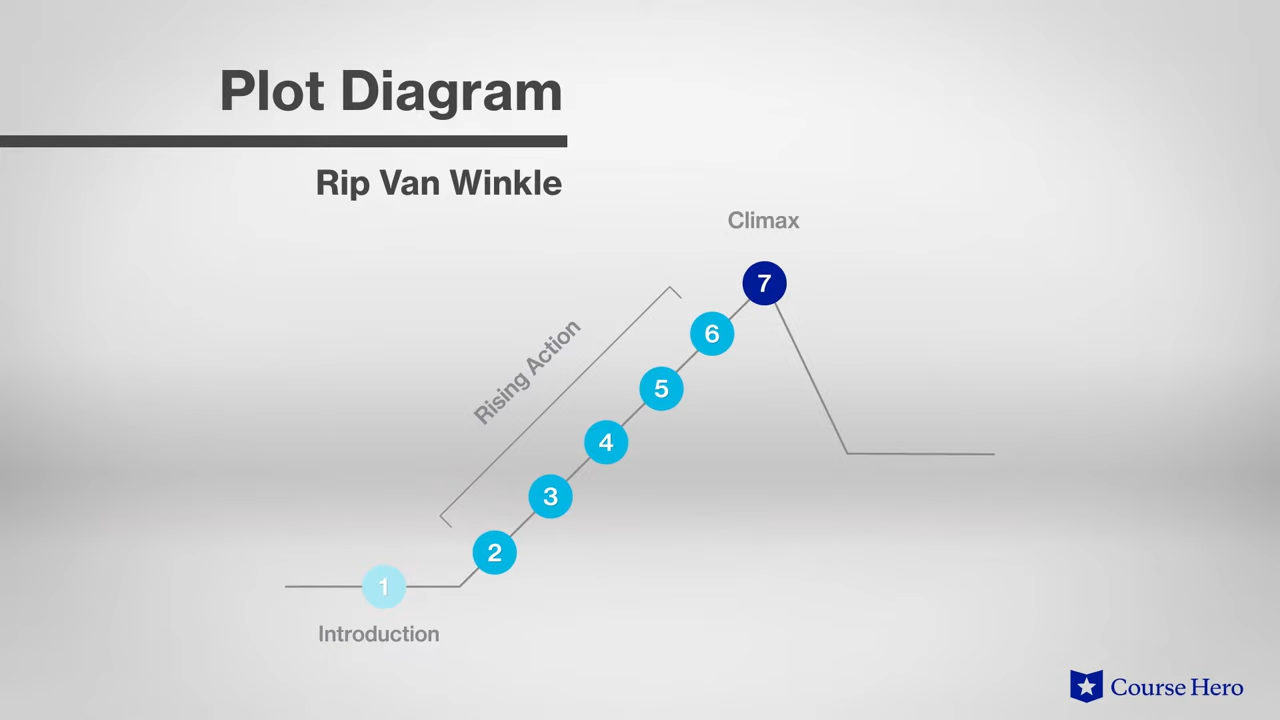 Plot Diagram
Rip Van Winkle
Climax
7
6
Rising Action
5
4
3
2
1
Introduction
Course Hero